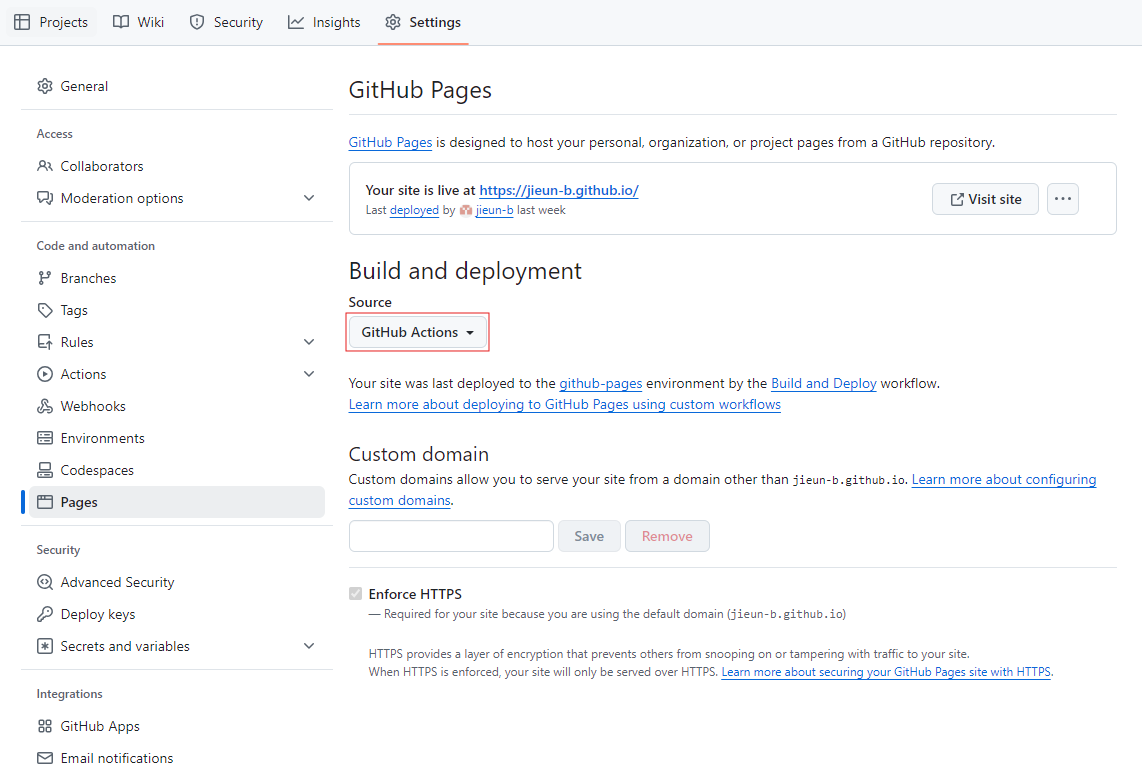 Projects Wiki Security Insights Settings
General
Access
Collaborators
Moderation options
Code and automation
Branches
Tags
Rules
Actions
Webhooks
Environments
Codespaces
Pages
Security
Advanced Security
Deploy keys
Secrets and variables
Integrations
GitHub Apps
Email notifications
GitHub Pages
GitHub Pages is designed to host your personal, organization, or project pages from a GitHub repository.
Your site is live at https://jieun-b.github.io/
Last deployed by jieun-b last week
Visit site
Build and deployment
Source
GitHub Actions
Your site was last deployed to the github-pages environment by the Build and Deploy workflow.
Learn more about deploying to GitHub Pages using custom workflows
Custom domain
Custom domains allow you to serve your site from a domain other than jieun-b.github.io. Learn more about configuring
custom domains.
Save Remove
Enforce HTTPS
— Required for your site because you are using the default domain (jieun-b.github.io)
HTTPS provides a layer of encryption that prevents others from snooping on or tampering with traffic to your site.
When HTTPS is enforced, your site will only be served over HTTPS. Learn more about securing your GitHub Pages site with HTTPS.